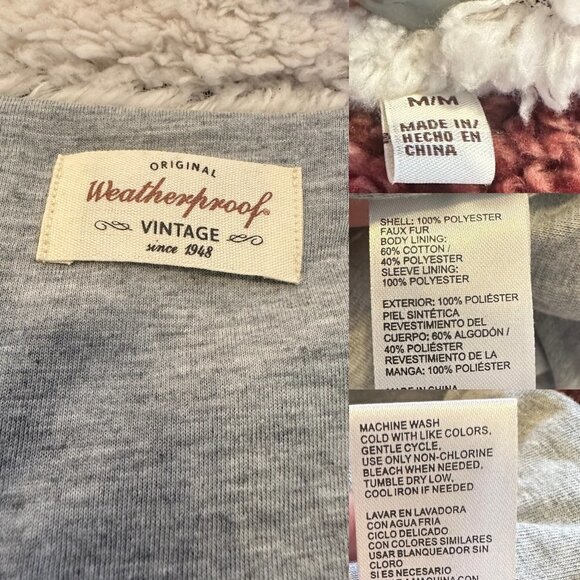 ORIGINAL
Weatherproof®
VINTAGE
since 1948
M/M
MADE IN/
HECHO EN
CHINA
SHELL: 100% POLYESTER
FAUX FUR
BODY LINING:
60% COTTON /
40% POLYESTER
SLEEVE LINING:
100% POLYESTER
EXTERIOR: 100% POLIÉSTER
PIEL SINTÉTICA
REVESTIMIENTO DEL
CUERPO: 60% ALGODÓN /
40% POLIÉSTER
REVESTIMIENTO DE LA
MANGA: 100% POLIÉSTER
MADE IN CHINA
MACHINE WASH
COLD WITH LIKE COLORS,
GENTLE CYCLE,
USE ONLY NON-CHLORINE
BLEACH WHEN NEEDED,
TUMBLE DRY LOW,
COOL IRON IF NEEDED
LAVAR EN LAVADORA
CON AGUA FRIA
CICLO DELICADO
CON COLORES SIMILARES
USAR BLANQUEADOR SIN
CLORO
SI ES NECESARIO